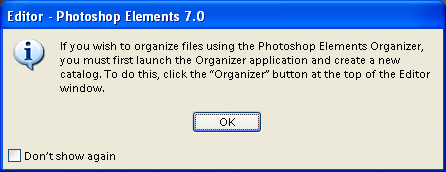 Editor - Photoshop Elements 7.0
If you wish to organize files using the Photoshop Elements Organizer,
you must first launch the Organizer application and create a new
catalog. To do this, click the “Organizer” button at the top of the Editor
window.
OK
Don’t show again